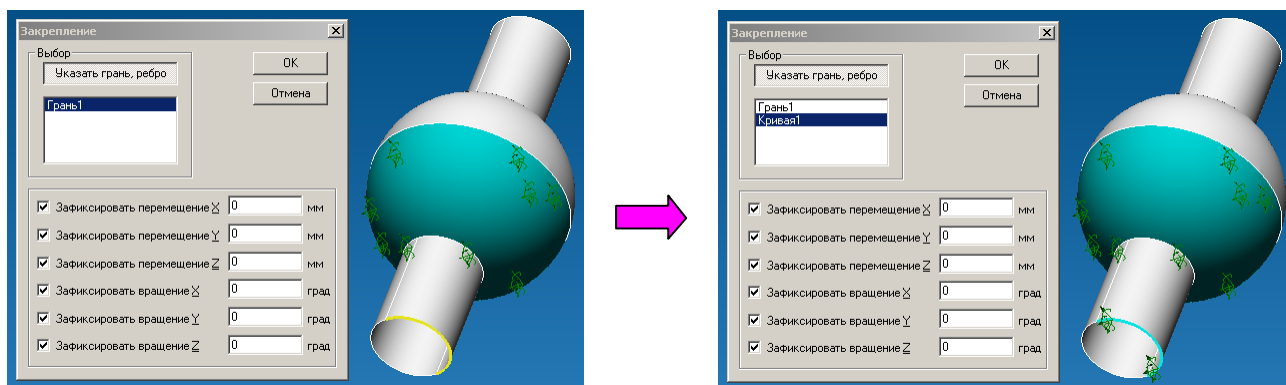 Закрепление
Выбор
Указать грань, ребро
Грань1
OK
Отмена
Зафиксировать перемещение X 0 мм
Зафиксировать перемещение Y 0 мм
Зафиксировать перемещение Z 0 мм
Зафиксировать вращение X 0 град
Зафиксировать вращение Y 0 град
Зафиксировать вращение Z 0 град
Закрепление
Выбор
Указать грань, ребро
Грань1
Кривая1
OK
Отмена
Зафиксировать перемещение X 0 мм
Зафиксировать перемещение Y 0 мм
Зафиксировать перемещение Z 0 мм
Зафиксировать вращение X 0 град
Зафиксировать вращение Y 0 град
Зафиксировать вращение Z 0 град